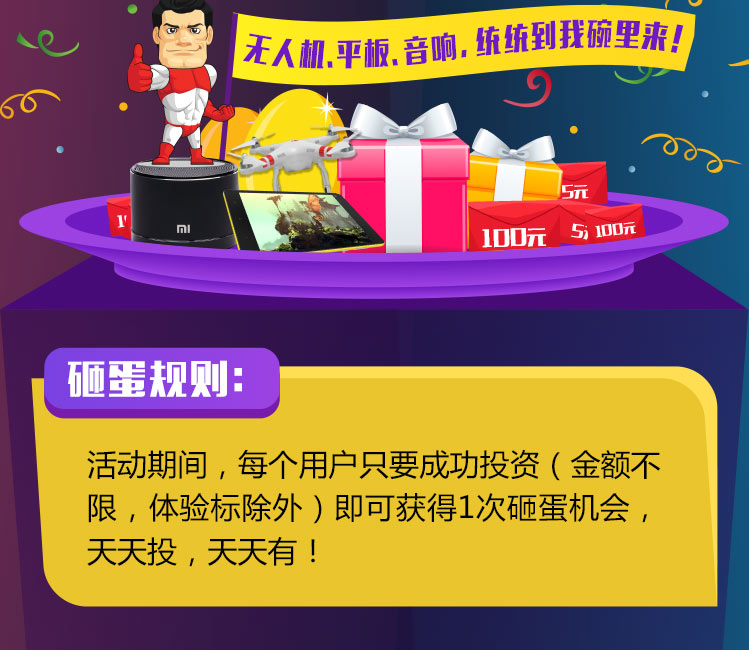 无人机、平板、音响，统统到我碗里来！
5元
mi
100元
100元
砸蛋规则：
活动期间，每个用户只要成功投资（金额不
限，体验标除外）即可获得1次砸蛋机会，
天天投，天天有！